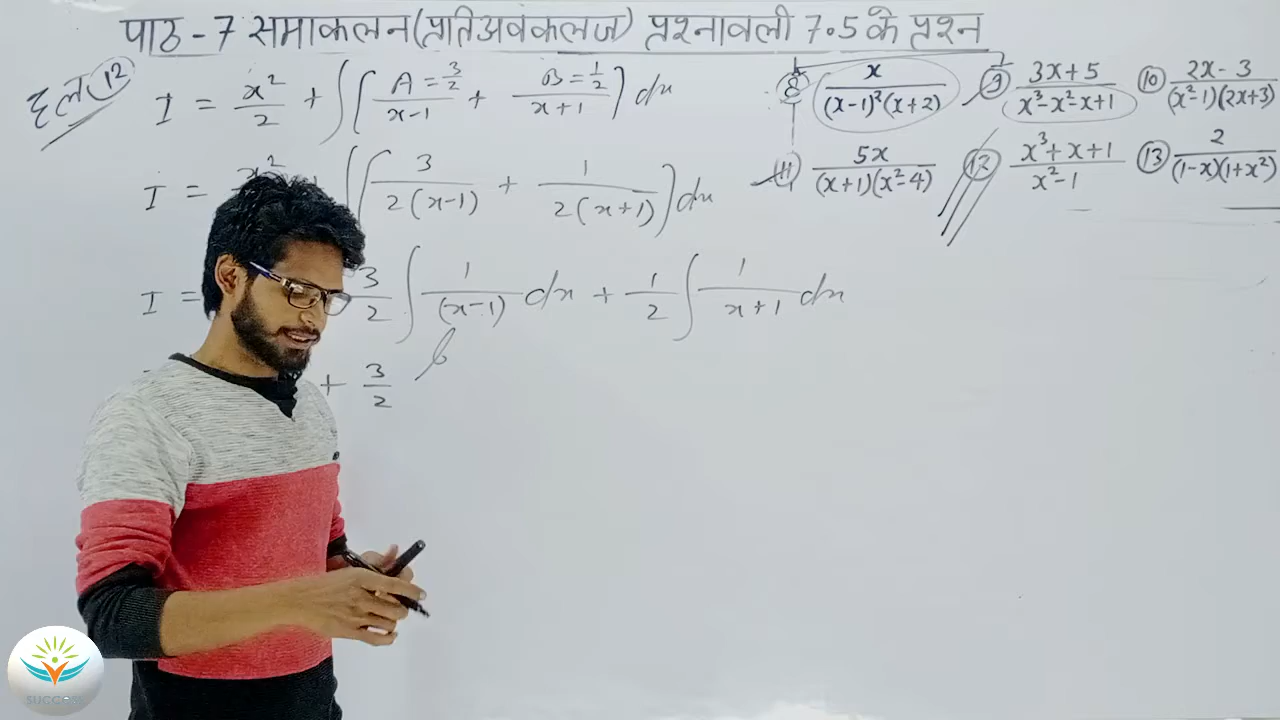 पाठ - 7 समाकलन (प्रतिअवकलज) प्रश्नावली 7.5 के प्रश्न
हल 12
I = x²/2 + ∫[ A = 3/2 / x-1 + B = 1/2 / x+1 ] dx
I = x²/2 ∫[ 3 / 2(x-1) + 1 / 2(x+1) ] dx
I = 3/2 ∫ 1/(x-1) dx + 1/2 ∫ 1/x+1 dx
+ 3/2
8 x/(x-1)²(x+2) 9 3x+5/x³-x²-x+1 10 2x-3/(x²-1)(2x+3)
11 5x/(x+1)(x²-4) 12 x³+x+1/x²-1 13 2/(1-x)(1+x²)
SUCCESS